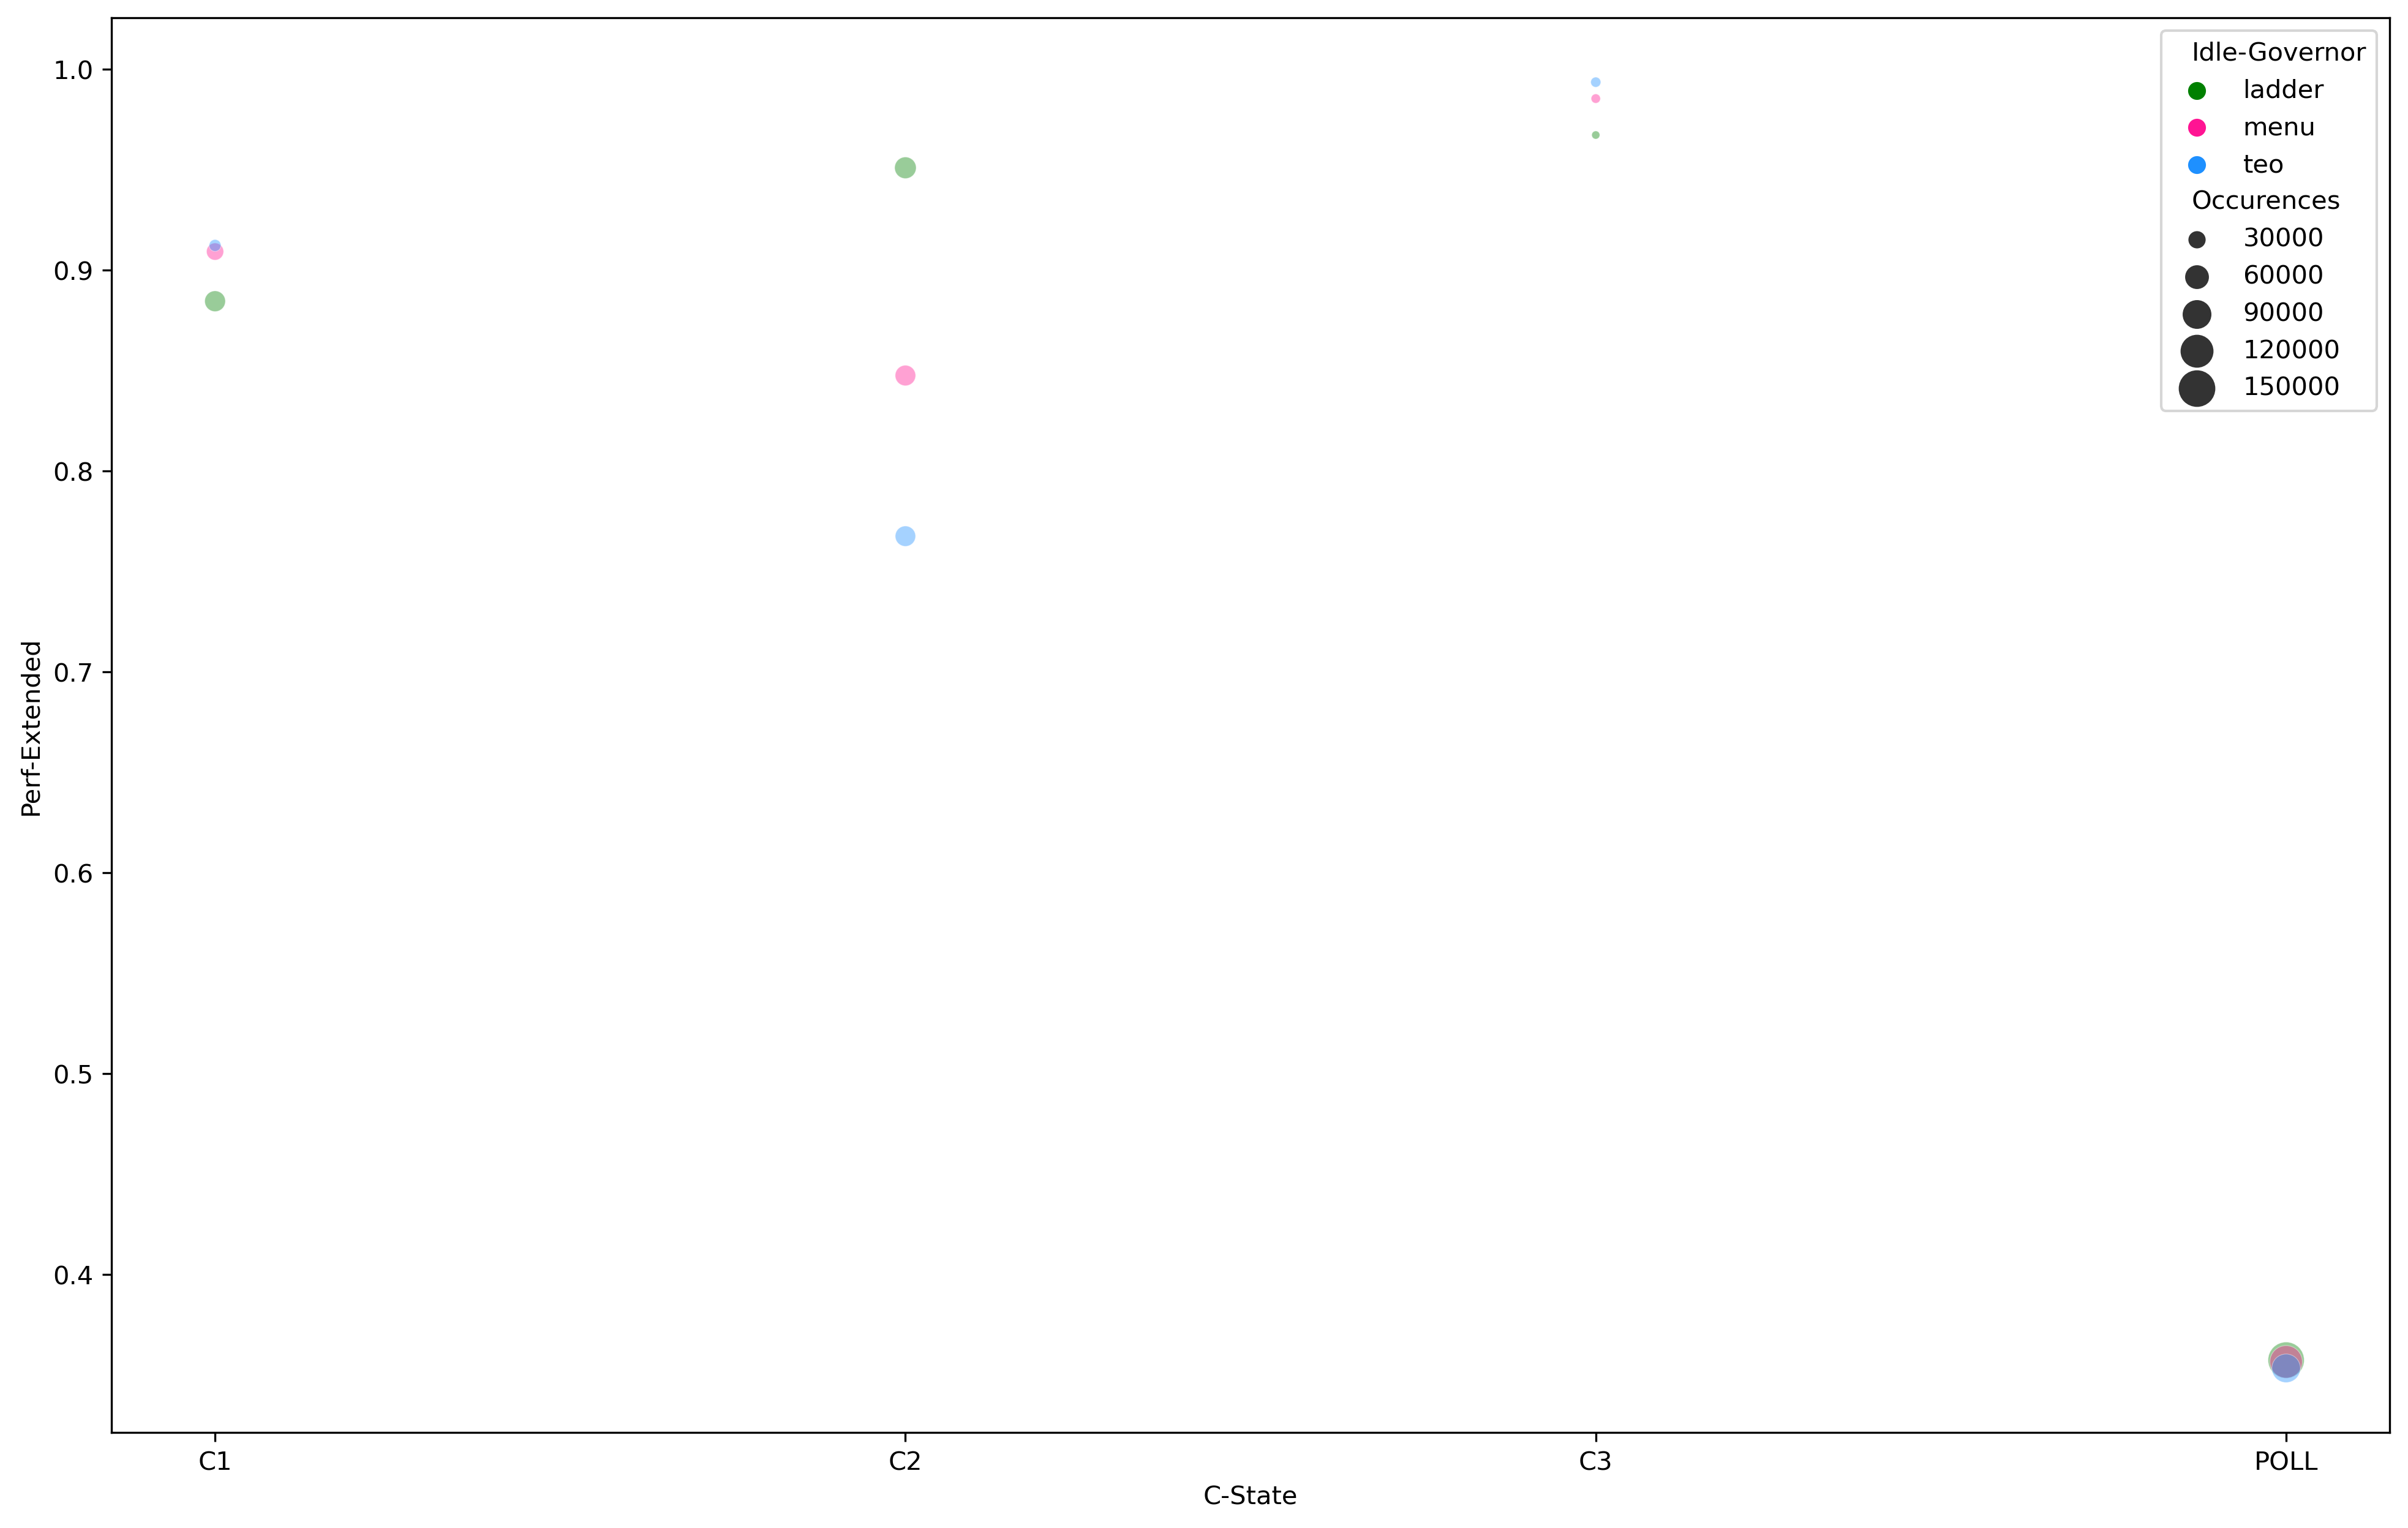 Idle-Governor
ladder
menu
teo
Occurences
30000
60000
90000
120000
150000
1.0
0.9
0.8
0.7
0.6
0.5
0.4
Perf-Extended
C1 C2 C3 POLL
C-State